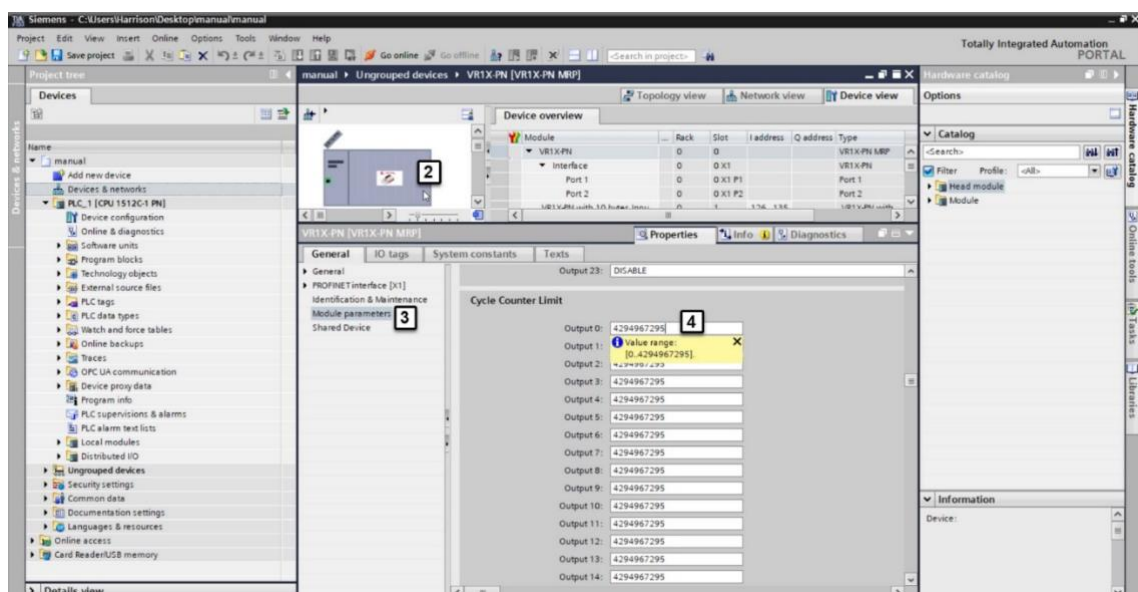 Siemens - C:\Users\Harrison\Desktop\manual\manual
Project Edit View Insert Online Options Tools Window Help
Totally Integrated Automation
PORTAL
Save project Go online Go offline <Search in project>
Project tree
Devices
Name
manual
Add new device
Devices & networks
PLC_1 [CPU 1512C-1 PN]
Device configuration
Online & diagnostics
Software units
Program blocks
Technology objects
External source files
PLC tags
PLC data types
Watch and force tables
Online backups
Traces
OPC UA communication
Device proxy data
Program info
PLC supervisions & alarms
PLC alarm text lists
Local modules
Distributed I/O
Ungrouped devices
Security settings
Common data
Documentation settings
Languages & resources
Online access
Card Reader/USB memory
Details view
Devices & networks
manual Ungrouped devices VR1X-PN [VR1X-PN MRP]
Topology view Network view Device view
2
Device overview
Module ... Rack Slot I address Q address Type
VR1X-PN 0 0 VR1X-PN MRP
Interface 0 0 X1 VR1X-PN
Port 1 0 0 X1 P1 Port 1
Port 2 0 0 X1 P2 Port 2
VR1X-PN [VR1X-PN MRP]
Properties Info Diagnostics
General IO tags System constants Texts
General
PROFINET interface [X1]
Identification & Maintenance
Module parameters
3
Shared Device
Output 23: DISABLE
Cycle Counter Limit
4
Output 0: 4294967295
Output 1: Value range:
[0..4294967295].
Output 2: 4294967295
Output 3: 4294967295
Output 4: 4294967295
Output 5: 4294967295
Output 6: 4294967295
Output 7: 4294967295
Output 8: 4294967295
Output 9: 4294967295
Output 10: 4294967295
Output 11: 4294967295
Output 12: 4294967295
Output 13: 4294967295
Output 14: 4294967295
Hardware catalog
Options
Catalog
<Search>
Filter Profile: <All>
Head module
Module
Information
Device:
Hardware catalog
Online tools
Tasks
Libraries